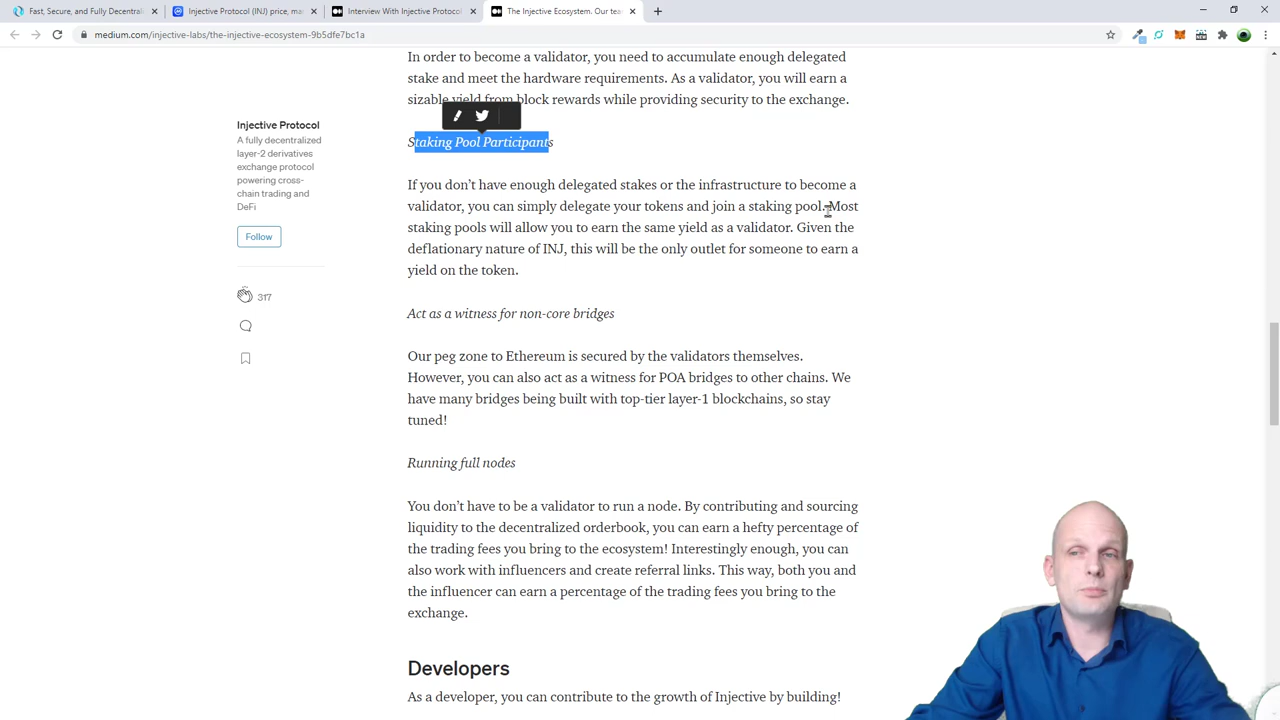 Fast, Secure, and Fully Decentral
Injective Protocol (INJ) price, ma
Interview With Injective Protocol
The Injective Ecosystem. Our tea
medium.com/injective-labs/the-injective-ecosystem-9b5dfe7bc1a
In order to become a validator, you need to accumulate enough delegated
stake and meet the hardware requirements. As a validator, you will earn a
sizable yield from block rewards while providing security to the exchange.
Injective Protocol
A fully decentralized
layer-2 derivatives
exchange protocol
powering cross-
chain trading and
DeFi
Follow
317
Staking Pool Participants
If you don’t have enough delegated stakes or the infrastructure to become a
validator, you can simply delegate your tokens and join a staking pool. Most
staking pools will allow you to earn the same yield as a validator. Given the
deflationary nature of INJ, this will be the only outlet for someone to earn a
yield on the token.
Act as a witness for non-core bridges
Our peg zone to Ethereum is secured by the validators themselves.
However, you can also act as a witness for POA bridges to other chains. We
have many bridges being built with top-tier layer-1 blockchains, so stay
tuned!
Running full nodes
You don’t have to be a validator to run a node. By contributing and sourcing
liquidity to the decentralized orderbook, you can earn a hefty percentage of
the trading fees you bring to the ecosystem! Interestingly enough, you can
also work with influencers and create referral links. This way, both you and
the influencer can earn a percentage of the trading fees you bring to the
exchange.
Developers
As a developer, you can contribute to the growth of Injective by building!